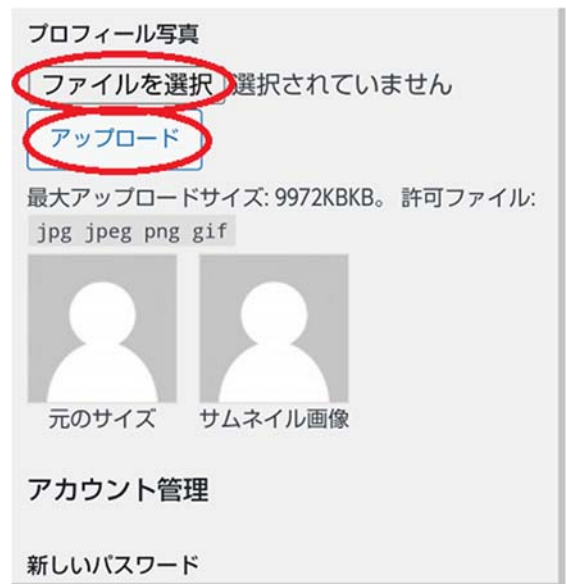 プロフィール写真
ファイルを選択 選択されていません
アップロード
最大アップロードサイズ: 9972KBKB。 許可ファイル:
jpg jpeg png gif
元のサイズ サムネイル画像
アカウント管理
新しいパスワード